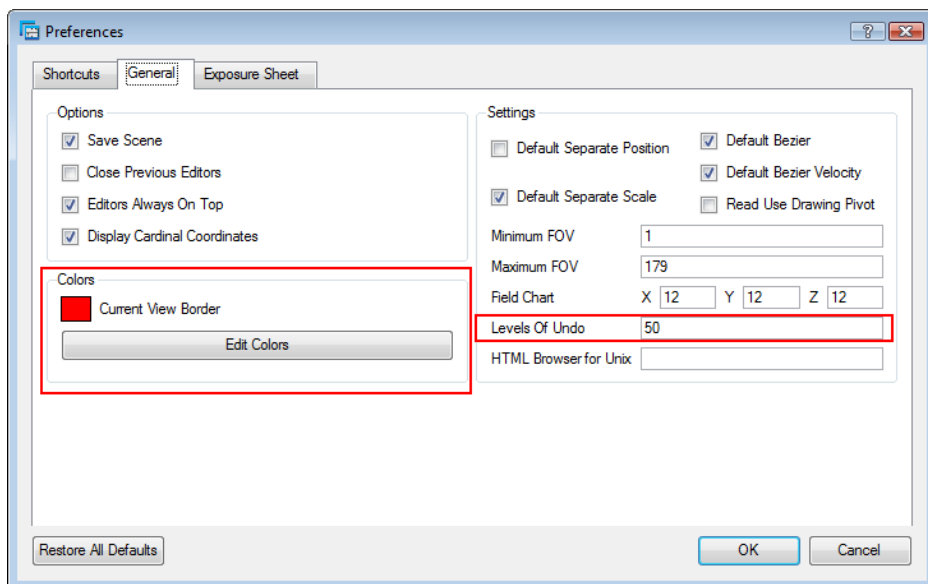 Preferences
Shortcuts General Exposure Sheet
Options
Save Scene
Close Previous Editors
Editors Always On Top
Display Cardinal Coordinates
Colors
Current View Border
Edit Colors
Settings
Default Separate Position Default Bezier
Default Bezier Velocity
Default Separate Scale Read Use Drawing Pivot
Minimum FOV 1
Maximum FOV 179
Field Chart X 12 Y 12 Z 12
Levels Of Undo 50
HTML Browser for Unix
Restore All Defaults OK Cancel